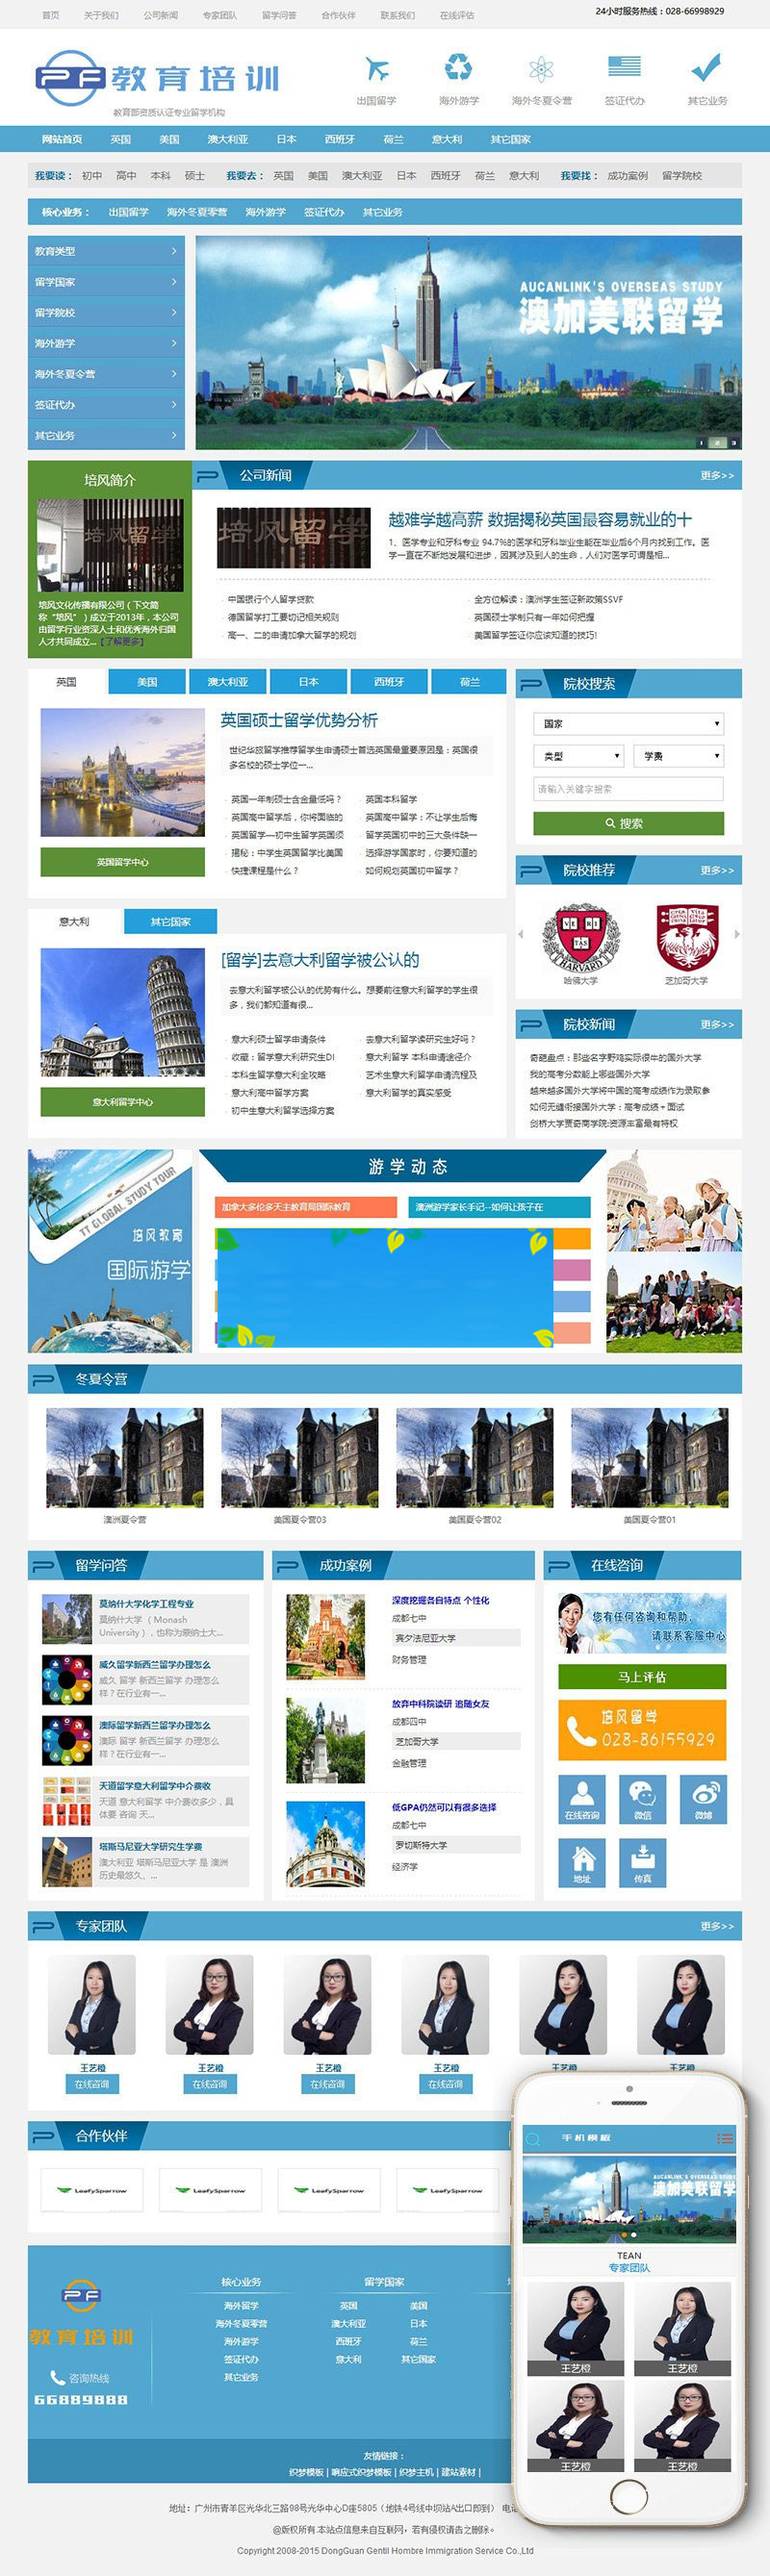 首页 关于我们 公司新闻 专家团队 留学问答 合作伙伴 联系我们 在线评估
24小时服务热线：028-66998929
PF 教育培训
教育部资质认证专业留学机构
出国留学 海外游学 海外冬夏令营 签证代办 其它业务
网站首页 英国 美国 澳大利亚 日本 西班牙 荷兰 意大利 其它国家
我要读： 初中 高中 本科 硕士 我要去： 英国 美国 澳大利亚 日本 西班牙 荷兰 意大利 我要找： 成功案例 留学院校
核心业务： 出国留学 海外冬夏零营 海外游学 签证代办 其它业务
教育类型
留学国家
留学院校
海外游学
海外冬夏令营
签证代办
其它业务
AUCANLINK'S OVERSEAS STUDY
澳加美联留学
1 2 3
培风简介
培风留学
培风文化传播有限公司（下文简
称“培风”）成立于2013年，本公司
由留学行业资深人士和优秀海外归国
人才共同成立...【了解更多】
公司新闻 更多>>
培风留学
越难学越高薪 数据揭秘英国最容易就业的十
1、医学专业和牙科专业 94.7%的医学和牙科毕业生能在毕业后6个月内找到工作。医
学一直在不断地发展和进步，因其涉及到人的生命，人们对医学可谓是相...
中国银行个人留学贷款 全方位解读：澳洲学生签证新政策SSVF
德国留学打工要切记相关规则 英国硕士学制只有一年如何把握
高一、二的申请加拿大留学的规划 美国留学签证你应该知道的技巧!
英国 美国 澳大利亚 日本 西班牙 荷兰
英国硕士留学优势分析
世纪华旅留学推荐留学生申请硕士首选英国最重要原因是：英国很
多名校的硕士学位一...
英国一年制硕士含金量低吗？ 英国本科留学
英国高中留学后，你将面临的 英国高中留学：不让学生后悔
英国留学—初中生留学英国须 留学英国初中的三大条件缺一
揭秘：中学生英国留学比美国 选择游学国家时，你要知道的
快捷课程是什么？ 如何规划英国初中留学？
英国留学中心
院校搜索
国家
类型 学费
请输入关键字搜索
搜索
院校推荐 更多>>
VE RI TAS
HARVARD
哈佛大学 芝加哥大学
意大利 其它国家
[留学]去意大利留学被公认的
去意大利留学被公认的优势有什么。想要前往意大利留学的学生很
多，我们都知道有很...
意大利硕士留学申请条件 去意大利留学读研究生好吗？
收藏：留学意大利研究生DI 意大利留学 本科申请途径介
本科生留学意大利全攻略 艺术生意大利留学申请流程及
意大利高中留学方案 意大利留学的真实感受
初中生意大利留学选择方案
意大利留学中心
院校新闻 更多>>
奇葩盘点：那些名字野鸡实际很牛的国外大学
我的高考分数能上哪些国外大学
越来越多国外大学将中国的高考成绩作为录取参
如何无缝衔接国外大学：高考成绩+面试
剑桥大学贾奇商学院:资源丰富最有特权
TT GLOBAL STUDY TOUR
培风教育
国际游学
游学动态
加拿大多伦多天主教育局国际教育 澳洲游学家长手记--如何让孩子在
冬夏令营
澳洲夏令营 美国夏令营03 美国夏令营02 美国夏令营01
留学问答
莫纳什大学化学工程专业
莫纳什大学 （ Monash
University ），也称为蒙纳士大...
威久留学新西兰留学办理怎么
威久 留学 新西兰留学 办理怎么
样？在行业有一...
澳际留学新西兰留学办理怎么
澳际 留学 新西兰留学 办理怎么
样？在行业有一...
天道留学意大利留学中介费收
天道 意大利留学 中介费收多少，具
体要 咨询 天...
塔斯马尼亚大学研究生学费
澳大利亚 塔斯马尼亚大学 是 澳洲
历史最悠久、...
成功案例
深度挖掘各自特点 个性化
成都七中
宾夕法尼亚大学
财务管理
放弃中科院读研 追随女友
成都四中
芝加哥大学
金融管理
低GPA仍然可以有很多选择
成都七中
罗切斯特大学
经济学
在线咨询
您有任何咨询和帮助,
请联系客服中心
马上评估
培风留学
028-86155929
在线咨询 微信 微博
地址 传真
专家团队 更多>>
王艺橙 王艺橙 王艺橙 王艺橙 王艺橙 王艺橙
在线咨询 在线咨询 在线咨询 在线咨询
合作伙伴
LeafySparrow LeafySparrow LeafySparrow LeafySparrow
手机模板
AUCANLINK'S OVERSEAS STUDY
澳加美联留学
TEAN
专家团队
王艺橙 王艺橙
王艺橙 王艺橙
PF
教育培训
咨询热线
66889888
核心业务 留学国家
海外留学 英国 美国
海外冬夏零营 澳大利亚 日本
海外游学 西班牙 荷兰
签证代办 意大利 其它国家
其它业务
友情链接：
织梦模板 | 响应式织梦模板 | 织梦主机 | 建站素材 |
地址：广州市青羊区光华北三路98号光华中心D座5805（地铁4号线中坝站A出口即到） 电话
@版权所有 本站点信息来自互联网，若有侵权请告之删除。
Copyright 2008-2015 DongGuan Gentil Hombre Immigration Service Co.,Ltd